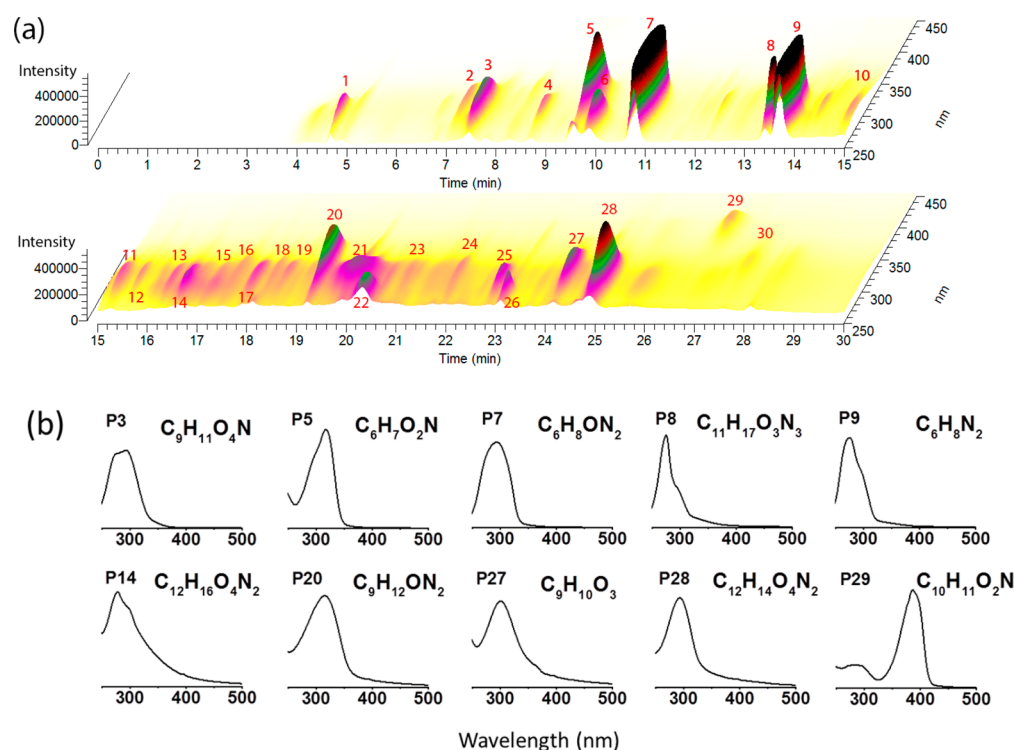 (a)
Intensity
400000
200000
0
1 2 3 4 5 6 7 8 9 10
450
400
350
300
250
nm
0 1 2 3 4 5 6 7 8 9 10 11 12 13 14 15
Time (min)
Intensity
400000
200000
0
11 12 13 14 15 16 17 18 19 20 21 22 23 24 25 26 27 28 29 30
450
400
350
300
250
nm
15 16 17 18 19 20 21 22 23 24 25 26 27 28 29 30
Time (min)
(b)
P3 C₉H₁₁O₄N
300 400 500
P5 C₆H₇O₂N
300 400 500
P7 C₆H₈ON₂
300 400 500
P8 C₁₁H₁₇O₃N₃
300 400 500
P9 C₆H₈N₂
300 400 500
P14 C₁₂H₁₆O₄N₂
300 400 500
P20 C₉H₁₂ON₂
300 400 500
P27 C₉H₁₀O₃
300 400 500
P28 C₁₂H₁₄O₄N₂
300 400 500
P29 C₁₀H₁₁O₂N
300 400 500
Wavelength (nm)